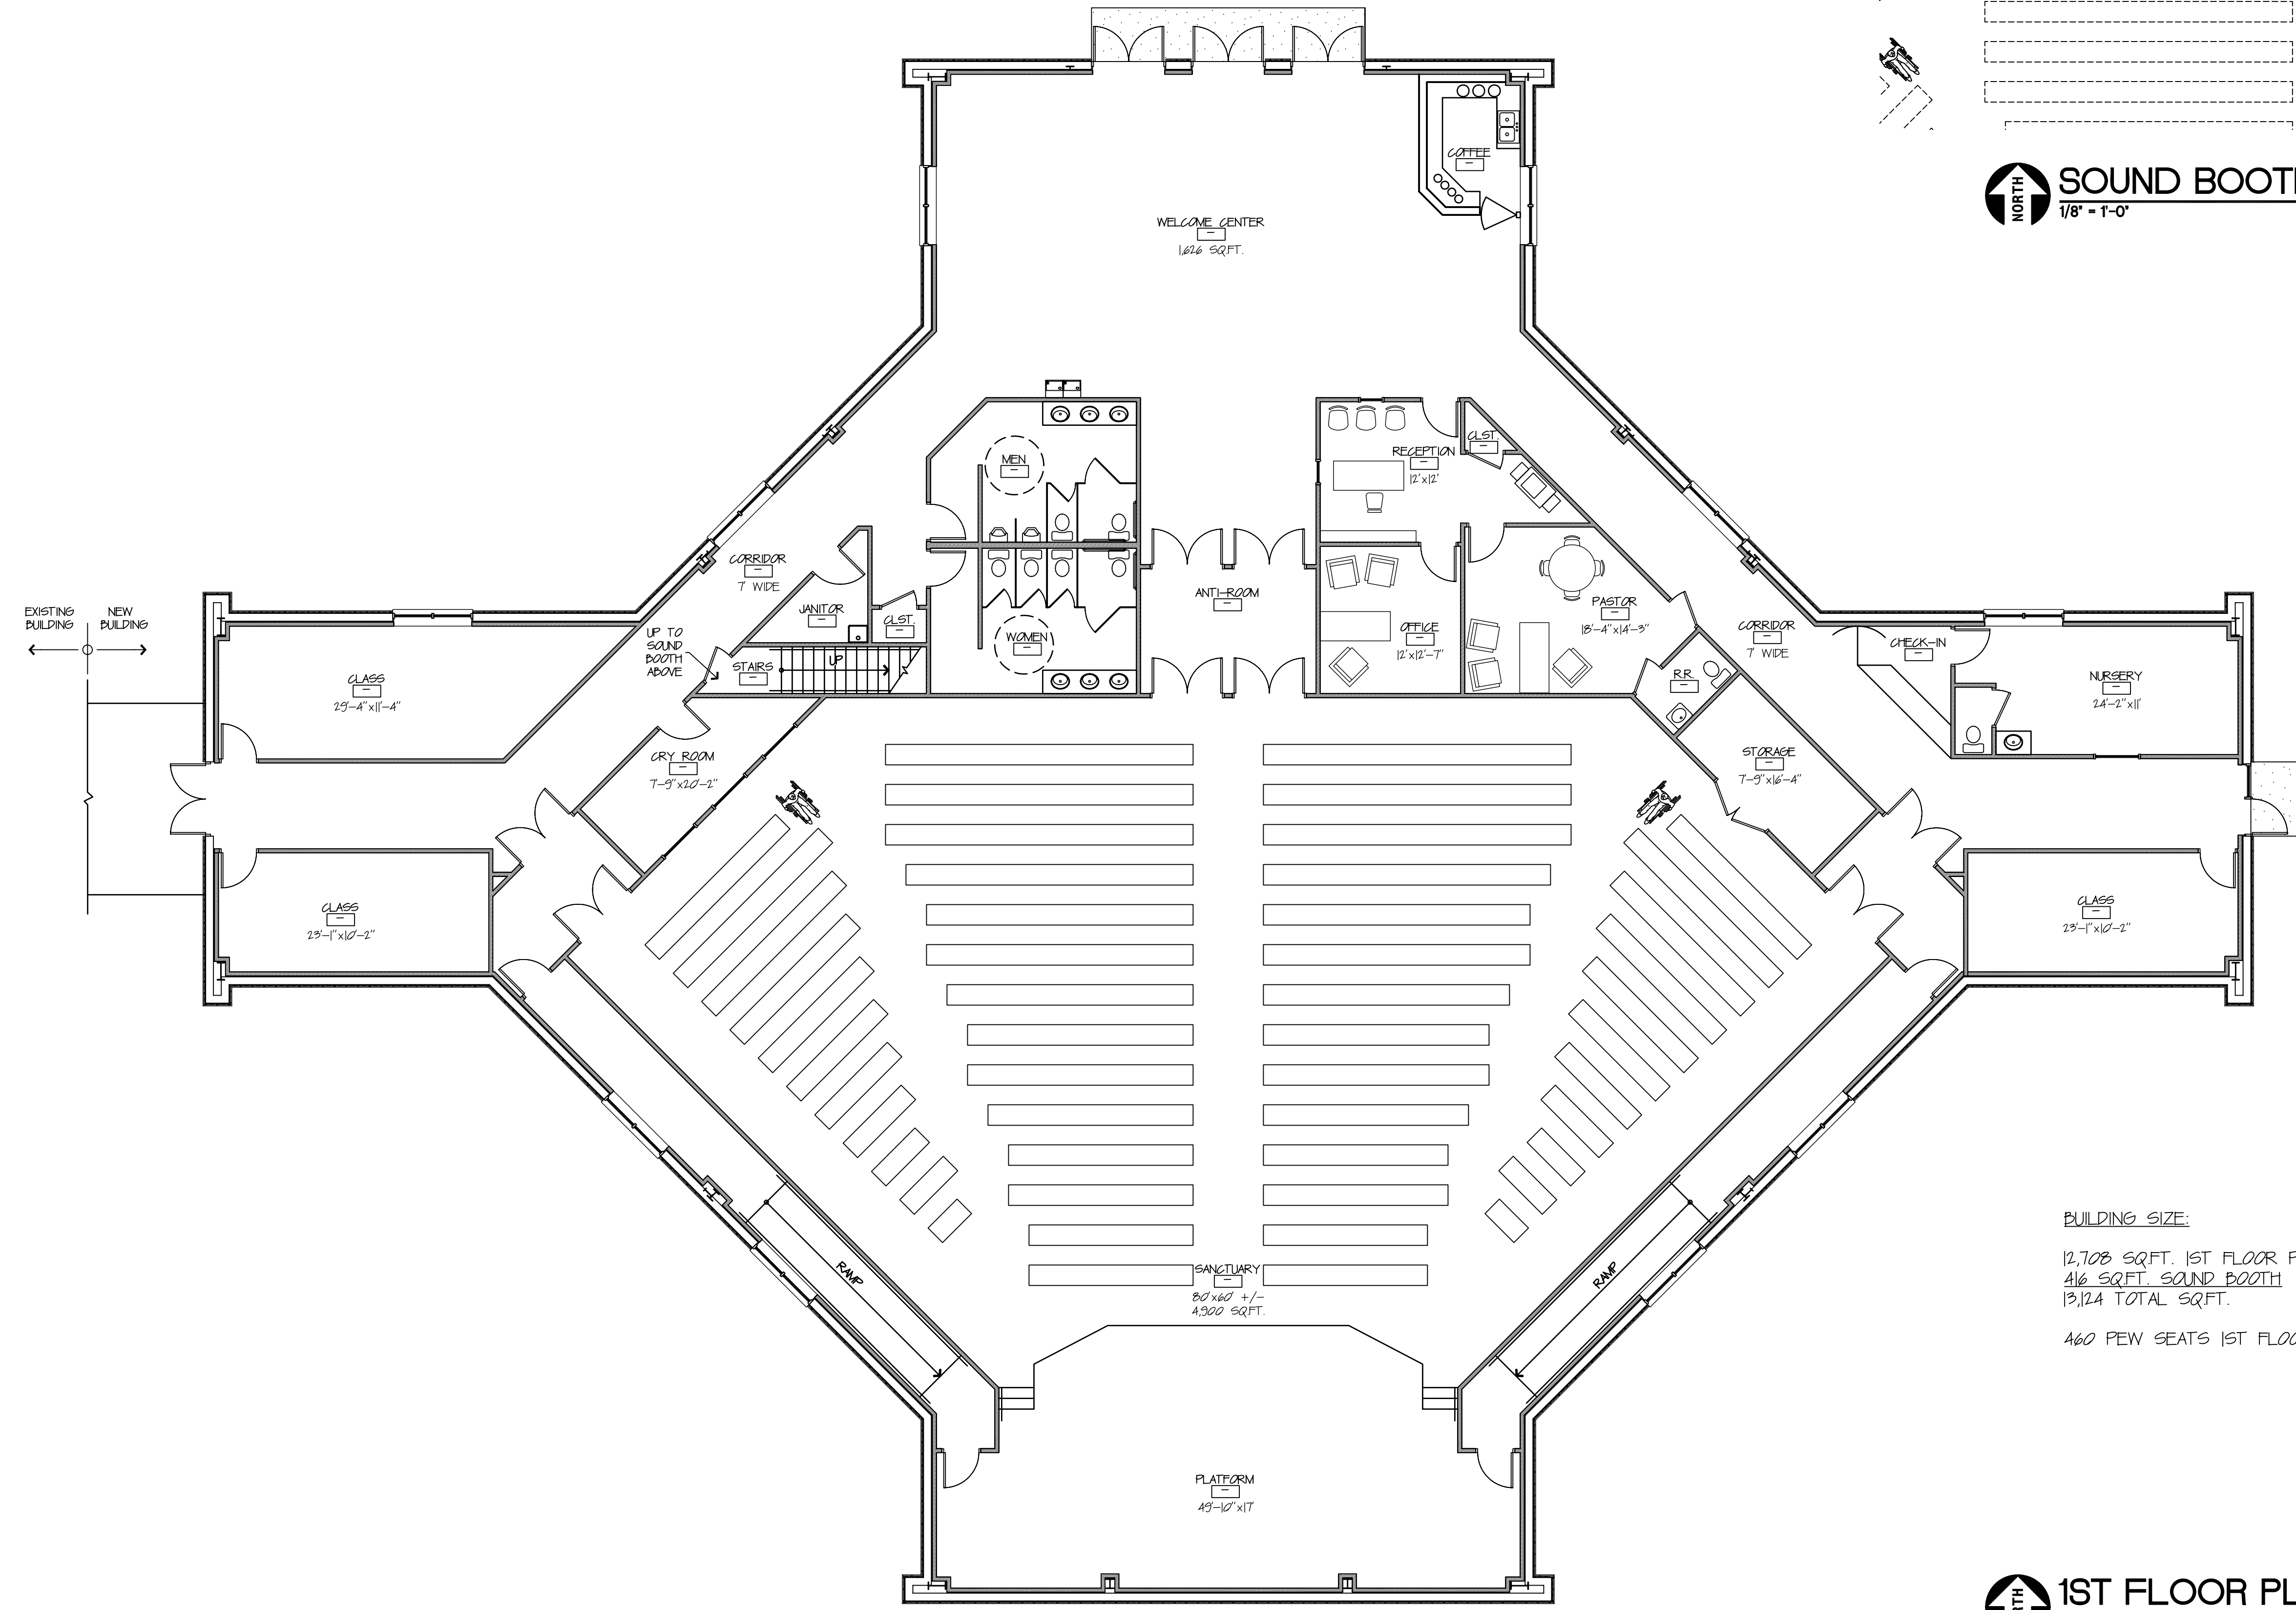 NORTH
SOUND BOOT
1/8" = 1'-0"
COFFEE
WELCOME CENTER
1,626 SQ.FT.
MEN
CLST.
RECEPTION
12'x12'
CORRIDOR
7' WIDE
JANITOR
CLST.
WOMEN
ANTI-ROOM
OFFICE
12'x12'-7"
PASTOR
18'-4"x14'-3"
CORRIDOR
7' WIDE
CHECK-IN
EXISTING
BUILDING
NEW
BUILDING
UP TO
SOUND
BOOTH
ABOVE
STAIRS
UP
CLASS
29'-4"x11'-4"
R.R.
NURSERY
24'-2"x11'
CRY ROOM
7'-9"x20'-2"
STORAGE
7'-9"x16'-4"
CLASS
23'-1"x10'-2"
CLASS
23'-1"x10'-2"
RAMP
RAMP
SANCTUARY
80'x60' +/-
4,900 SQ.FT.
BUILDING SIZE:
12,708 SQ.FT. 1ST FLOOR
416 SQ.FT. SOUND BOOTH
13,124 TOTAL SQ.FT.
460 PEW SEATS 1ST FLO
PLATFORM
49'-10"x17'
RTH
1ST FLOOR PL